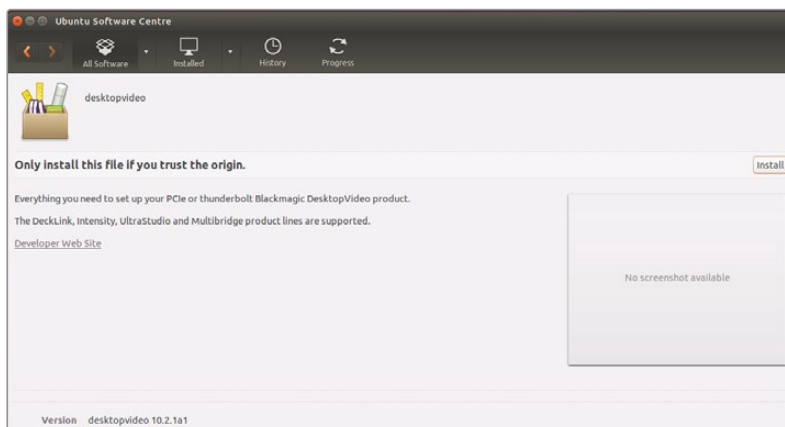 Ubuntu Software Centre
All Software
Installed
History
Progress
desktopvideo
Only install this file if you trust the origin.
Install
Everything you need to set up your PCIe or thunderbolt Blackmagic DesktopVideo product.
The DeckLink, Intensity, UltraStudio and Multibridge product lines are supported.
Developer Web Site
No screenshot available
Version desktopvideo 10.2.1a1